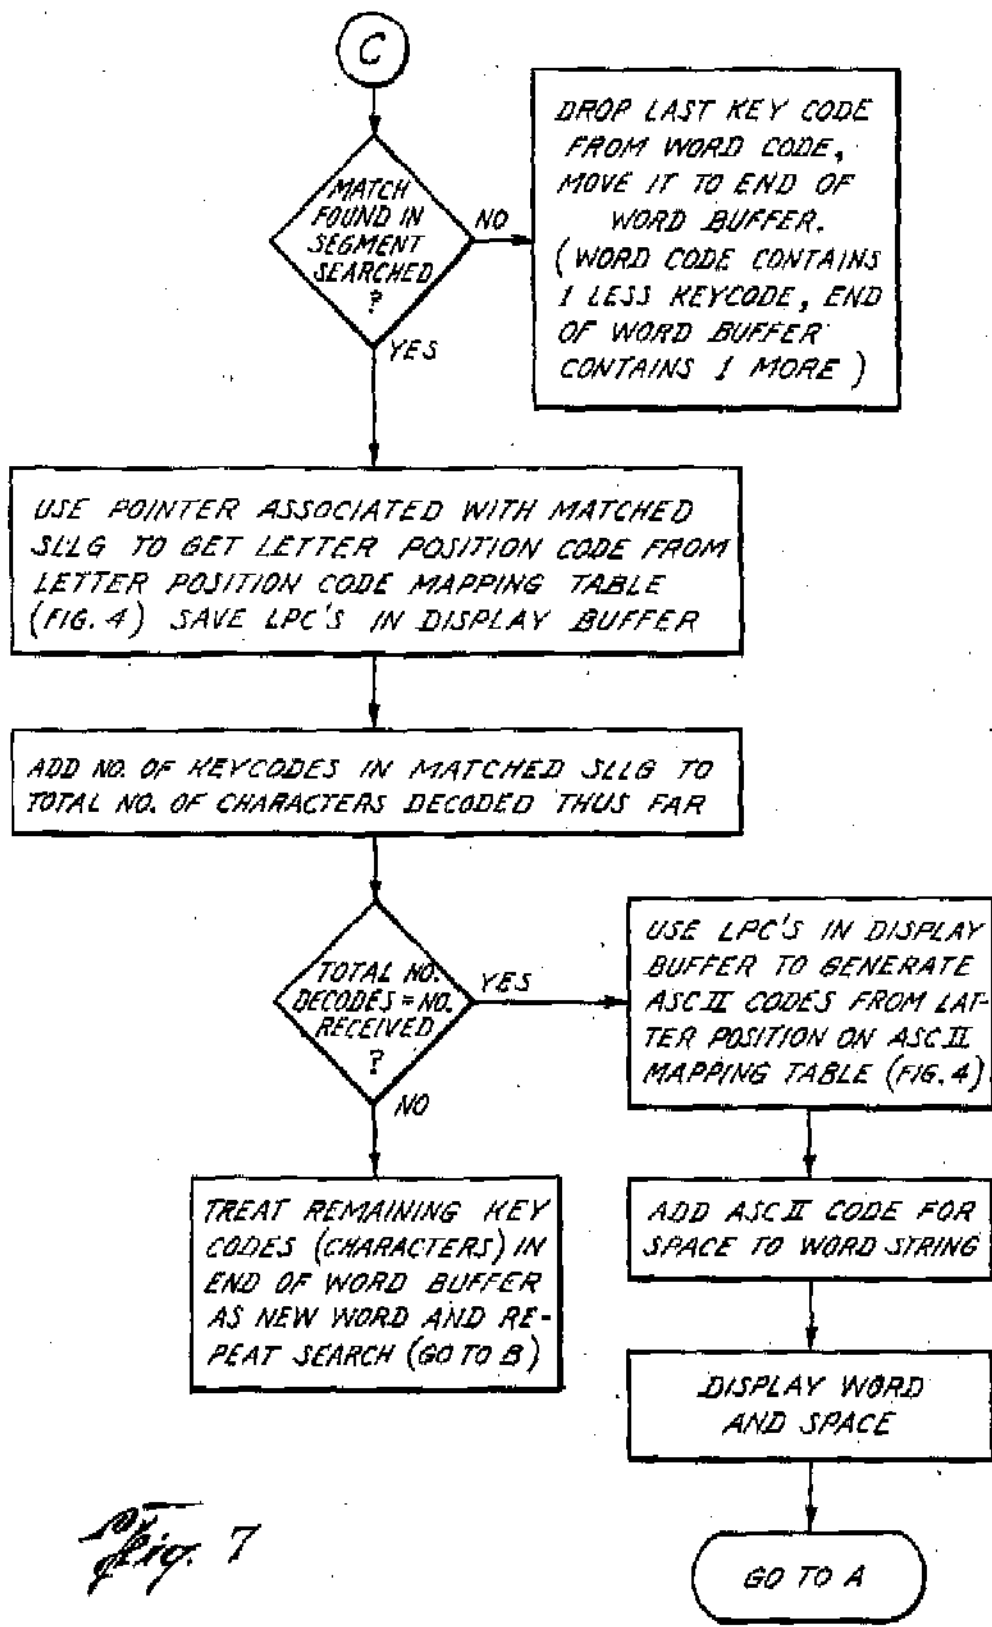 C
MATCH
FOUND IN
SEGMENT
SEARCHED
?
NO
DROP LAST KEY CODE
FROM WORD CODE,
MOVE IT TO END OF
WORD BUFFER.
(WORD CODE CONTAINS
1 LESS KEYCODE, END
OF WORD BUFFER
CONTAINS 1 MORE)
YES
USE POINTER ASSOCIATED WITH MATCHED
SLLG TO GET LETTER POSITION CODE FROM
LETTER POSITION CODE MAPPING TABLE
(FIG. 4) SAVE LPC'S IN DISPLAY BUFFER
ADD NO. OF KEYCODES IN MATCHED SLLG TO
TOTAL NO. OF CHARACTERS DECODED THUS FAR
TOTAL NO.
DECODES = NO.
RECEIVED
?
YES
USE LPC'S IN DISPLAY
BUFFER TO GENERATE
ASCII CODES FROM LAT-
TER POSITION ON ASCII
MAPPING TABLE (FIG. 4)
NO
TREAT REMAINING KEY
CODES (CHARACTERS) IN
END OF WORD BUFFER
AS NEW WORD AND RE-
PEAT SEARCH (GO TO B)
ADD ASCII CODE FOR
SPACE TO WORD STRING
DISPLAY WORD
AND SPACE
GO TO A
Fig. 7